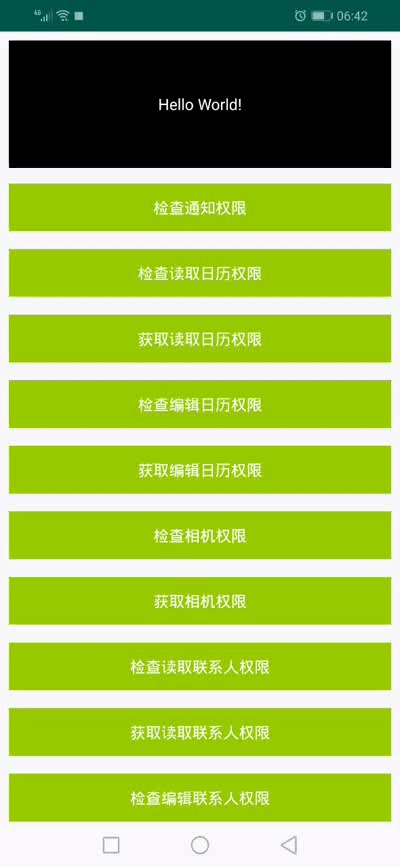 4G 06:42
Hello World!
检查通知权限
检查读取日历权限
获取读取日历权限
检查编辑日历权限
获取编辑日历权限
检查相机权限
获取相机权限
检查读取联系人权限
获取读取联系人权限
检查编辑联系人权限